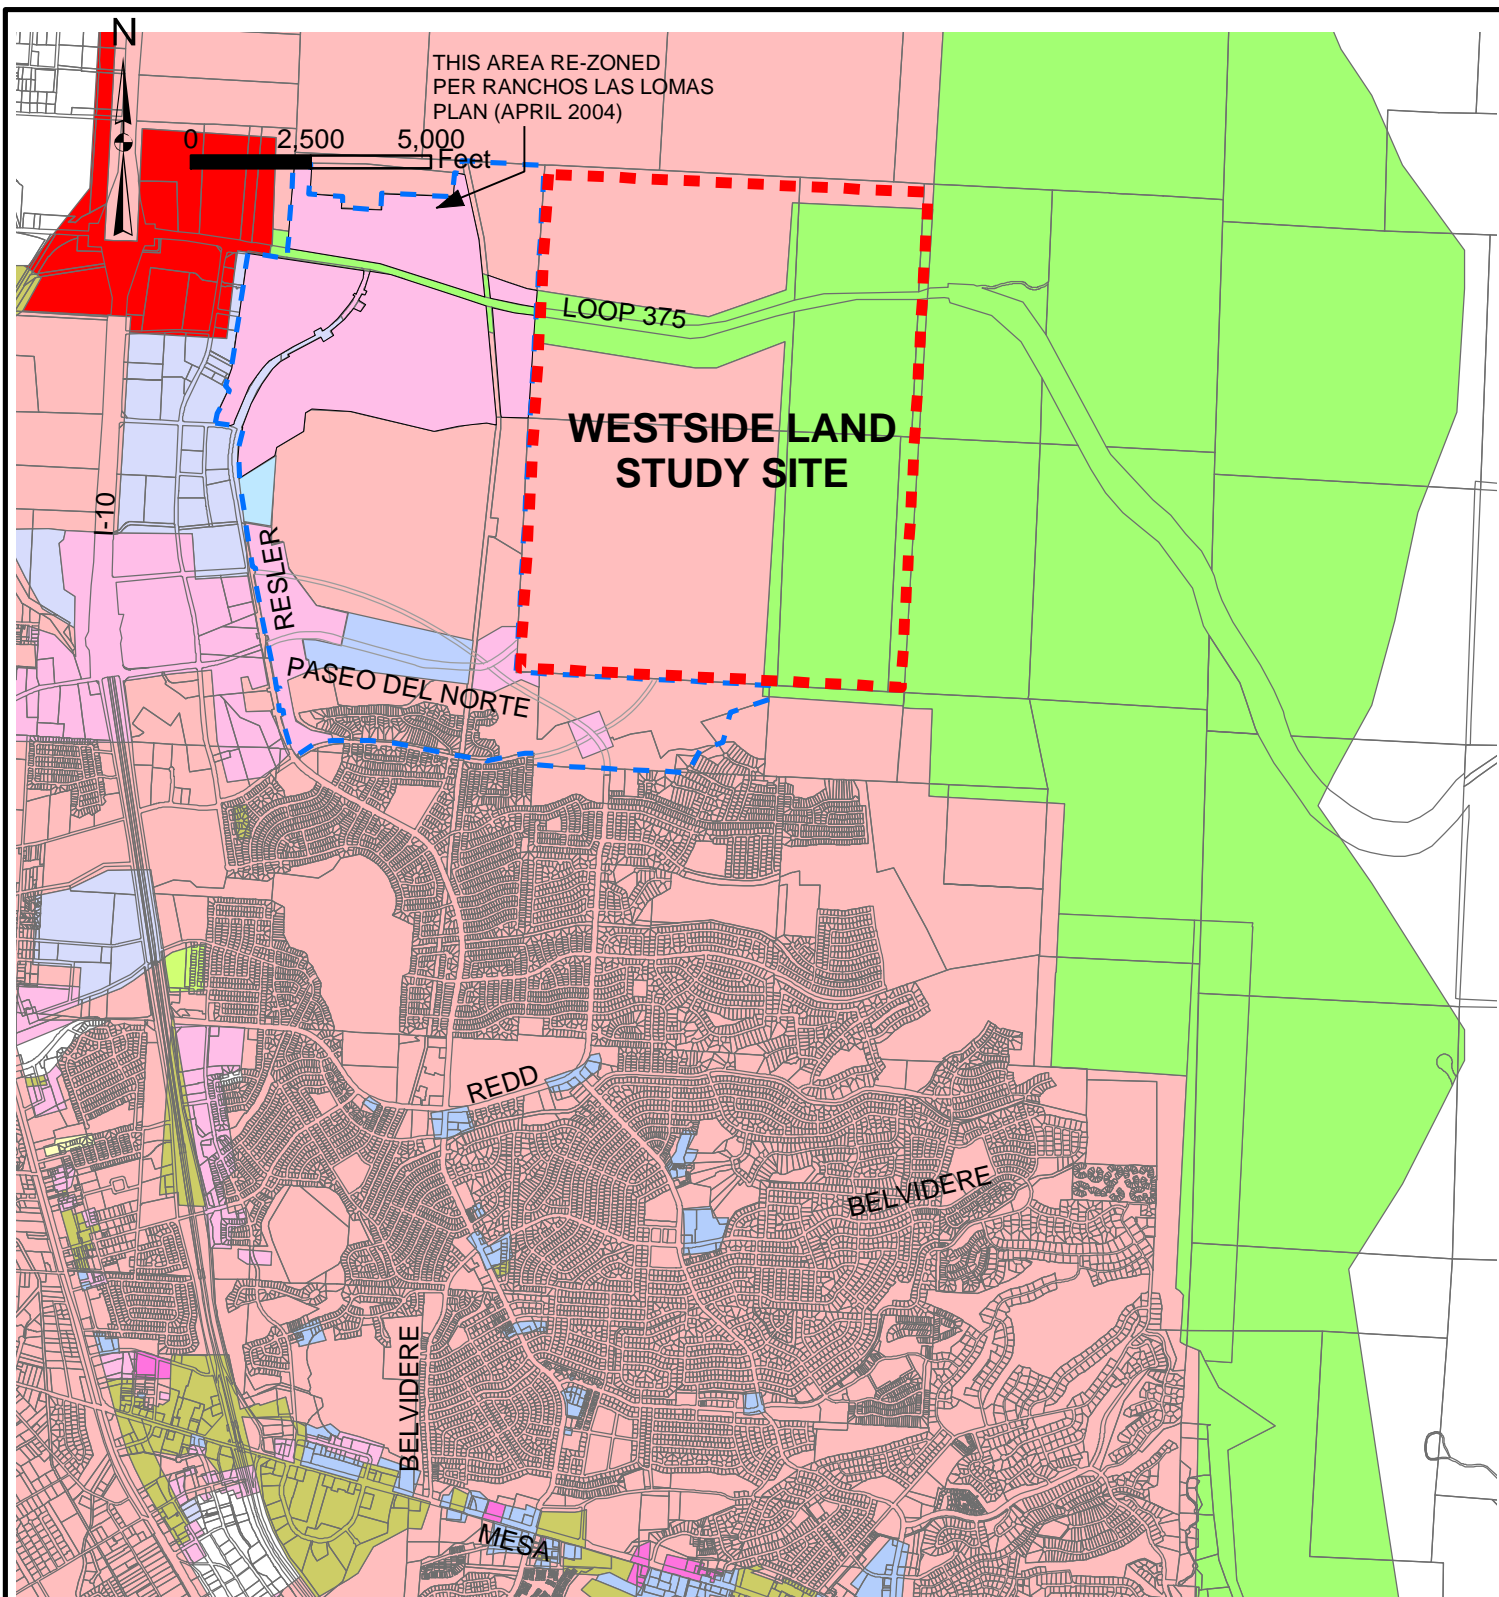 N
THIS AREA RE-ZONED
PER RANCHOS LAS LOMAS
PLAN (APRIL 2004)
0 2,500 5,000
Feet
LOOP 375
WESTSIDE LAND
STUDY SITE
I-10
RESLER
PASEO DEL NORTE
REDD
BELVIDERE
BELVIDERE
MESA